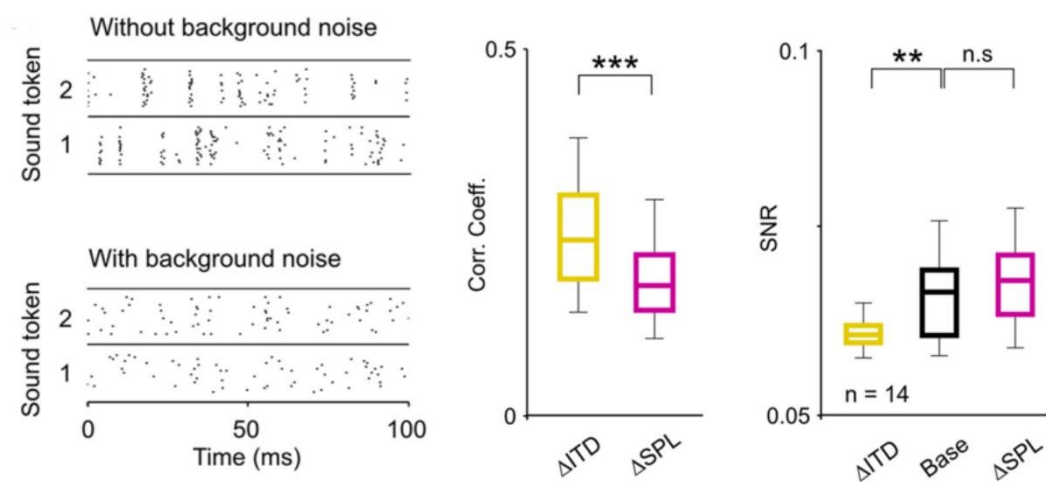 Without background noise
Sound token
2
1
With background noise
Sound token
2
1
0
50
100
Time (ms)
0.5
***
Corr. Coeff.
0
ΔITD
ΔSPL
0.1
**
n.s
SNR
n = 14
0.05
ΔITD
Base
ΔSPL